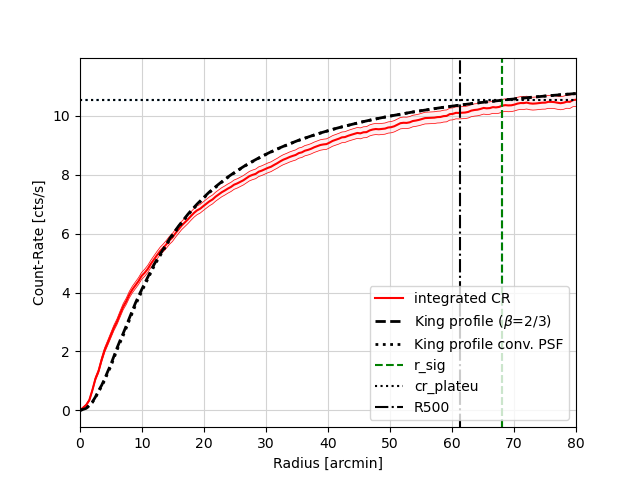 10
8
6
4
2
0
Count-Rate [cts/s]
integrated CR
King profile (β=2/3)
King profile conv. PSF
r_sig
cr_plateu
R500
0 10 20 30 40 50 60 70 80
Radius [arcmin]